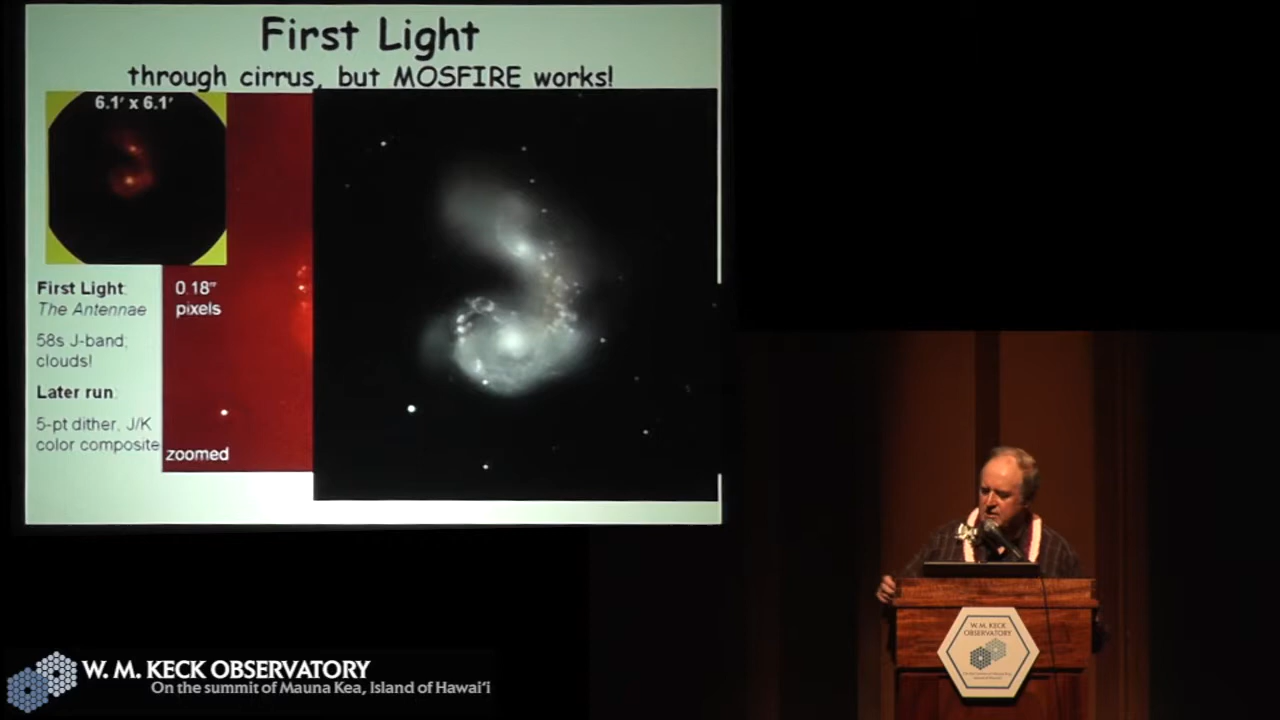 First Light
through cirrus, but MOSFIRE works!
6.1' x 6.1'
First Light:
The Antennae
58s J-band;
clouds!
Later run:
5-pt dither, J/K
color composite
0.18"
pixels
zoomed
W. M. KECK
OBSERVATORY
W. M. KECK OBSERVATORY
On the summit of Mauna Kea, Island of Hawai‘i